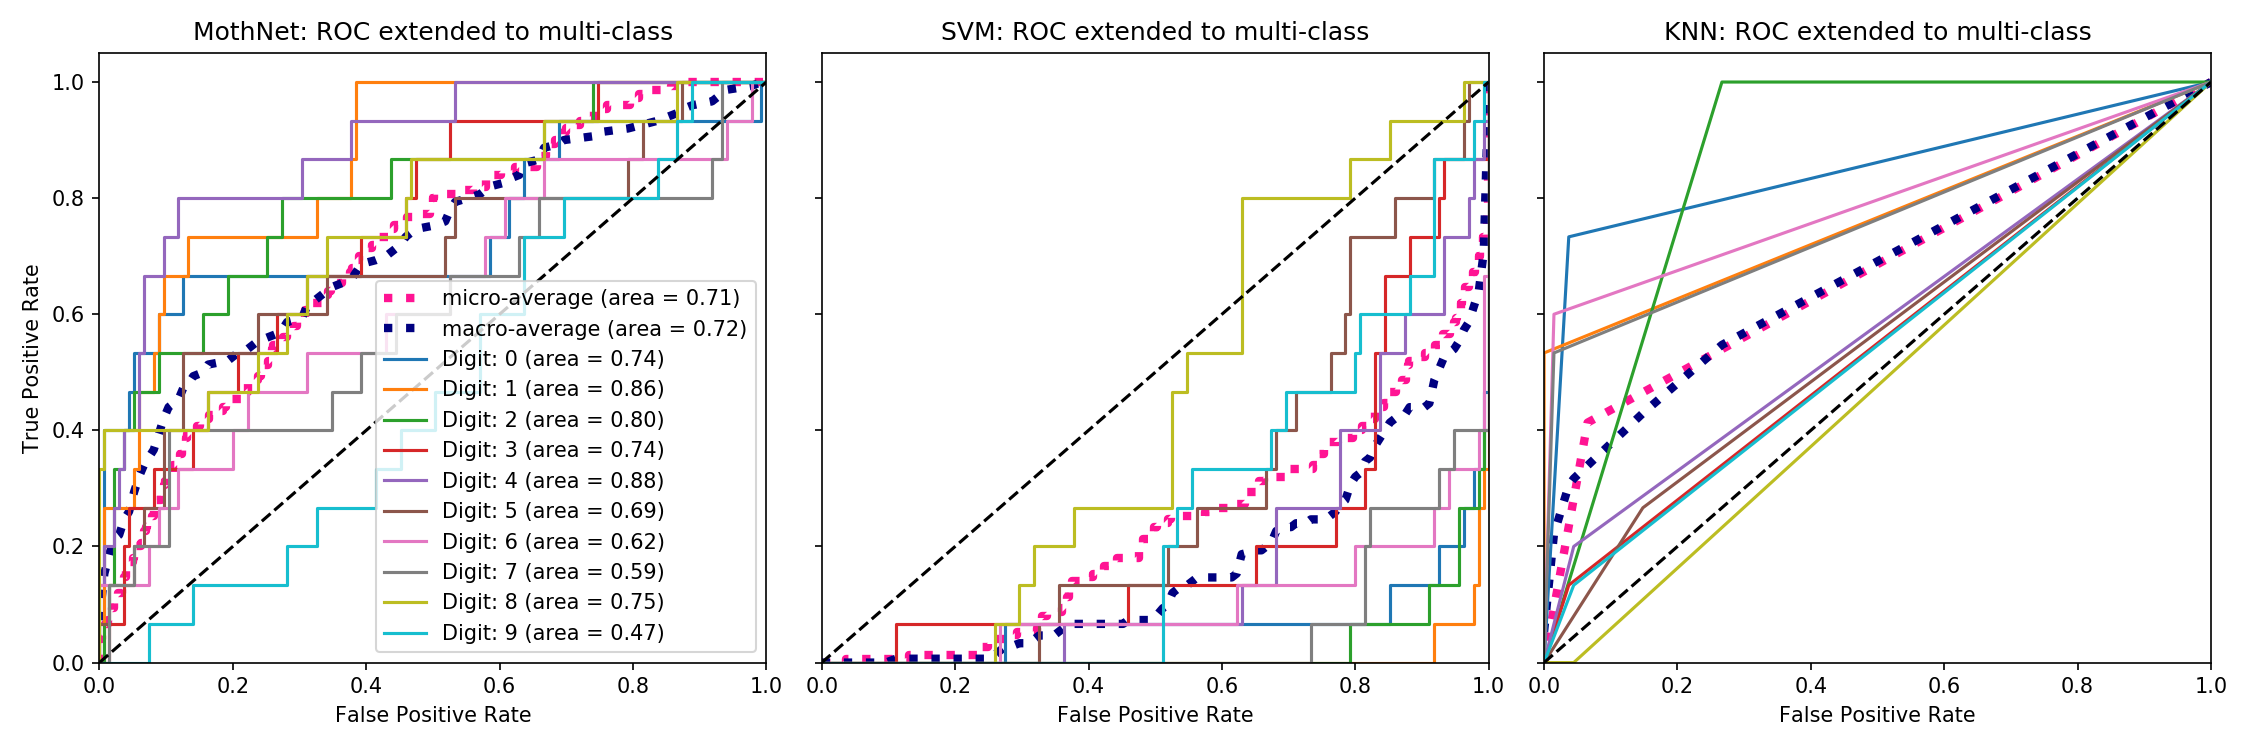 MothNet: ROC extended to multi-class
True Positive Rate
1.0
0.8
0.6
0.4
0.2
0.0
micro-average (area = 0.71)
macro-average (area = 0.72)
Digit: 0 (area = 0.74)
Digit: 1 (area = 0.86)
Digit: 2 (area = 0.80)
Digit: 3 (area = 0.74)
Digit: 4 (area = 0.88)
Digit: 5 (area = 0.69)
Digit: 6 (area = 0.62)
Digit: 7 (area = 0.59)
Digit: 8 (area = 0.75)
Digit: 9 (area = 0.47)
0.0 0.2 0.4 0.6 0.8 1.0
False Positive Rate
SVM: ROC extended to multi-class
0.0 0.2 0.4 0.6 0.8 1.0
False Positive Rate
KNN: ROC extended to multi-class
0.0 0.2 0.4 0.6 0.8 1.0
False Positive Rate